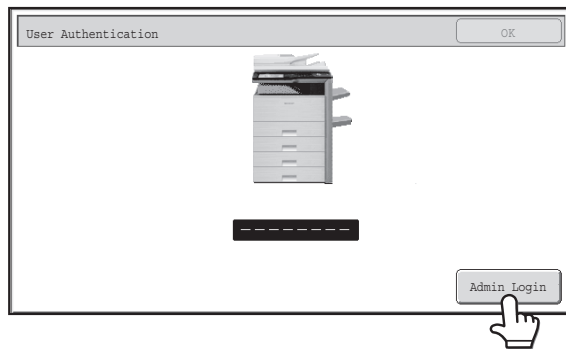 User Authentication
OK
--------
Admin Login